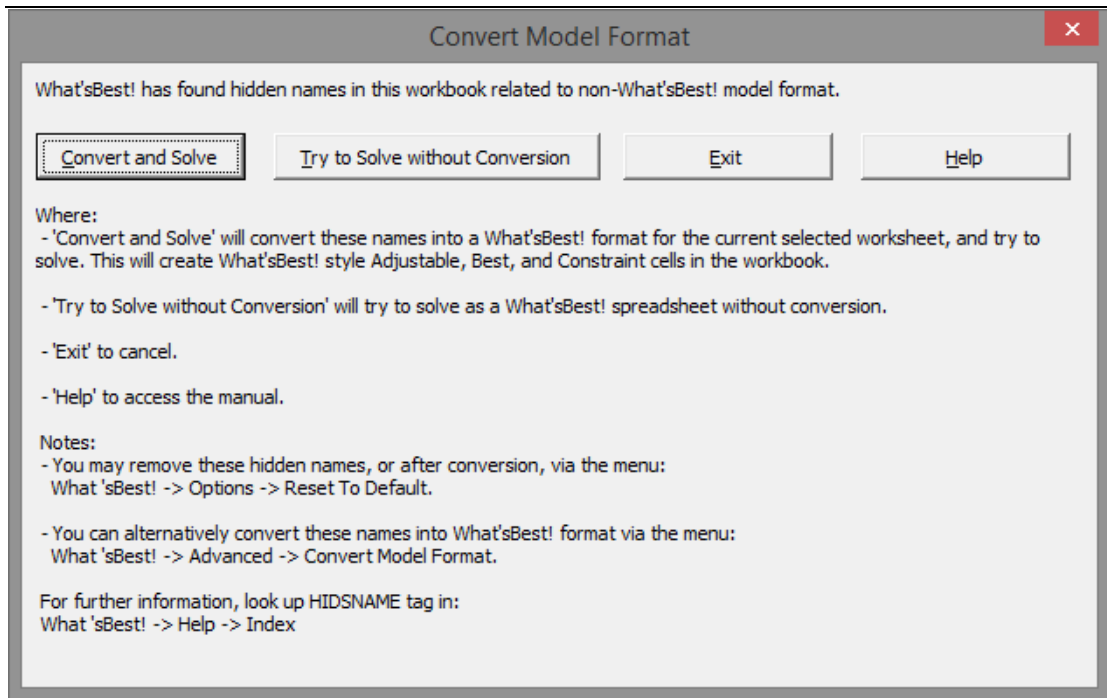 Convert Model Format
What'sBest! has found hidden names in this workbook related to non-What'sBest! model format.
Convert and Solve Try to Solve without Conversion Exit Help
Where:
- 'Convert and Solve' will convert these names into a What'sBest! format for the current selected worksheet, and try to
solve. This will create What'sBest! style Adjustable, Best, and Constraint cells in the workbook.
- 'Try to Solve without Conversion' will try to solve as a What'sBest! spreadsheet without conversion.
- 'Exit' to cancel.
- 'Help' to access the manual.
Notes:
- You may remove these hidden names, or after conversion, via the menu:
What 'sBest! -> Options -> Reset To Default.
- You can alternatively convert these names into What'sBest! format via the menu:
What 'sBest! -> Advanced -> Convert Model Format.
For further information, look up HIDSNAME tag in:
What 'sBest! -> Help -> Index